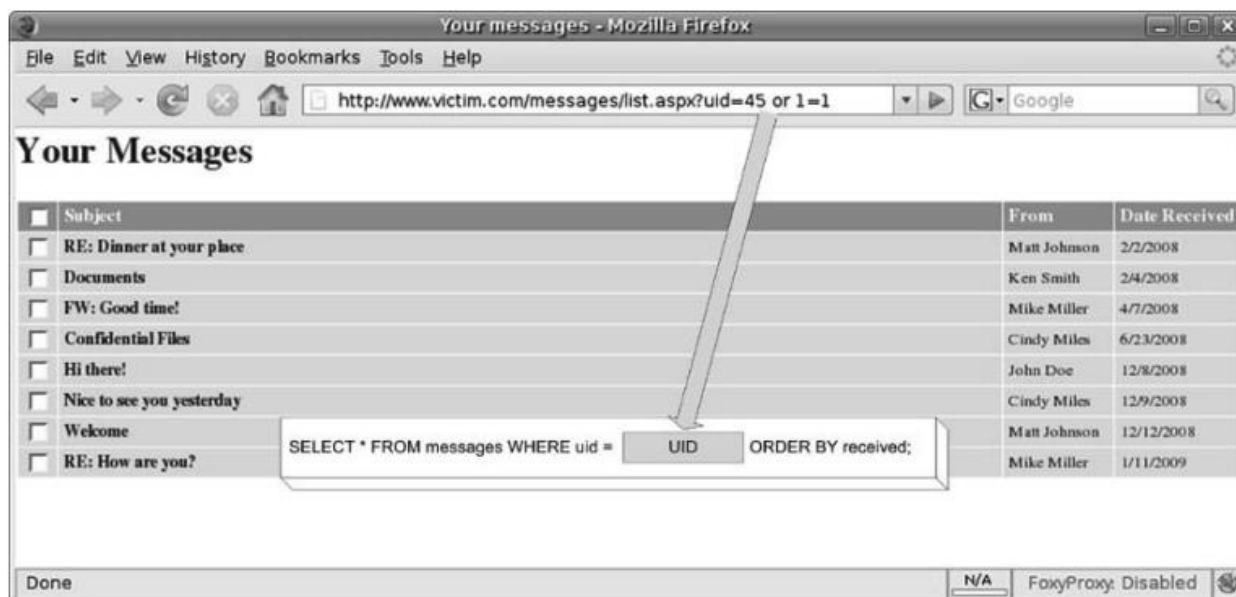 Your messages - Mozilla Firefox
File Edit View History Bookmarks Tools Help
http://www.victim.com/messages/list.aspx?uid=45 or 1=1 G Google
Your Messages
Subject From Date Received
RE: Dinner at your place Matt Johnson 2/2/2008
Documents Ken Smith 2/4/2008
FW: Good time! Mike Miller 4/7/2008
Confidential Files Cindy Miles 6/23/2008
Hi there! John Doe 12/8/2008
Nice to see you yesterday Cindy Miles 12/9/2008
Welcome Matt Johnson 12/12/2008
SELECT * FROM messages WHERE uid = UID ORDER BY received;
RE: How are you? Mike Miller 1/11/2009
Done N/A FoxyProxy: Disabled